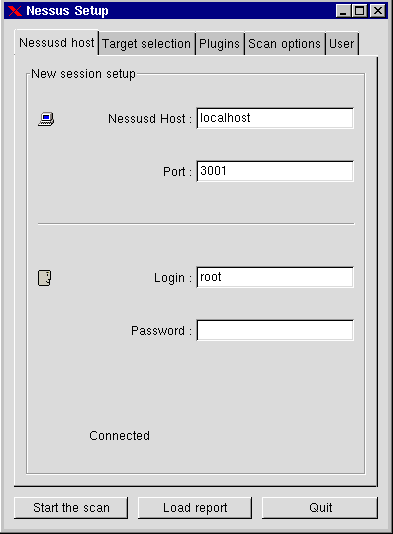 Nessus Setup
Nessusd host Target selection Plugins Scan options User
New session setup
Nessusd Host : localhost
Port : 3001
Login : root
Password :
Connected
Start the scan Load report Quit